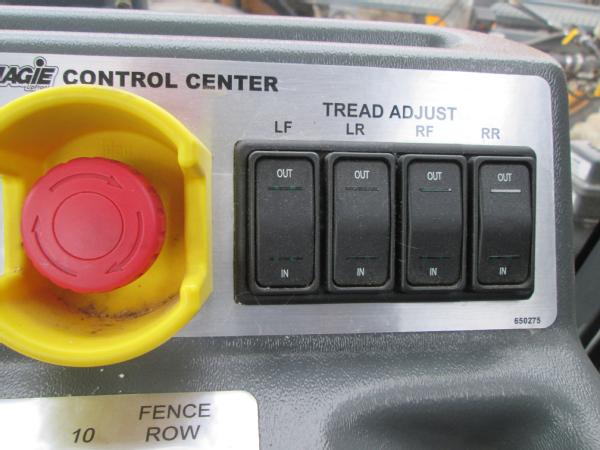 CONTROL CENTER
TREAD ADJUST
LF LR RF RR
OUT OUT OUT OUT
IN IN IN IN
650275
FENCE
10 ROW